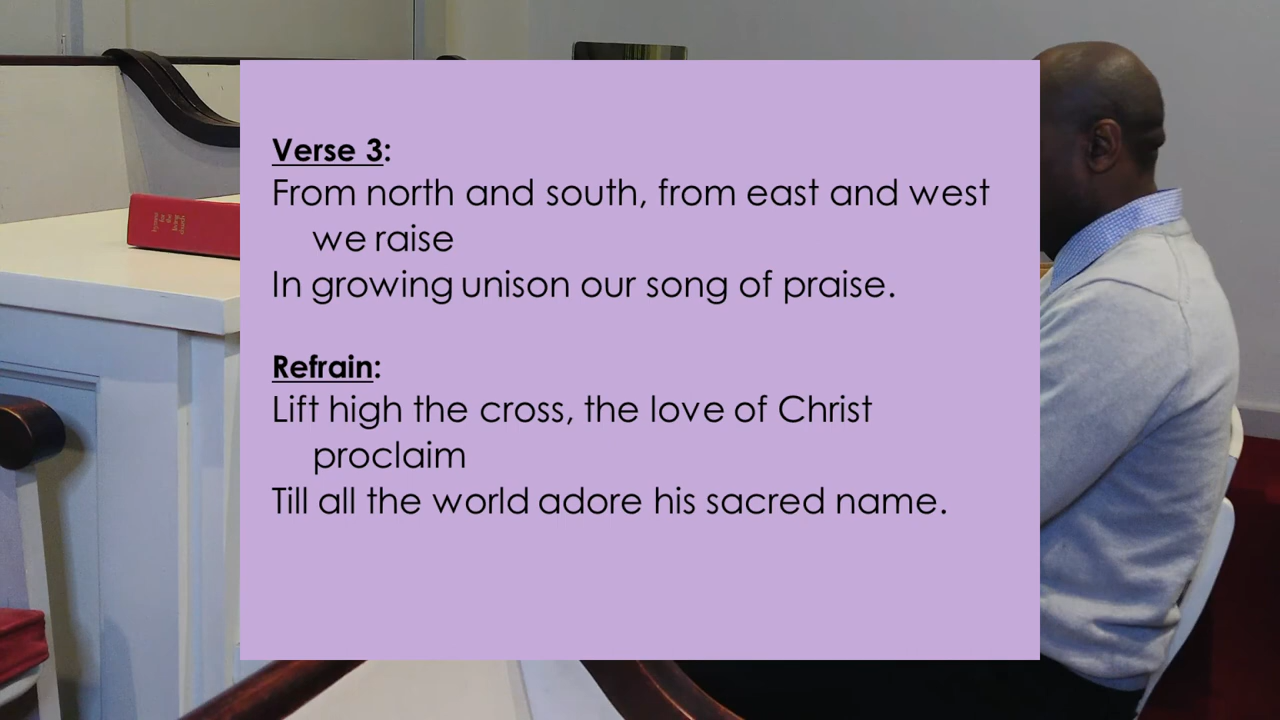 Verse 3:
From north and south, from east and west
we raise
In growing unison our song of praise.
Refrain:
Lift high the cross, the love of Christ
proclaim
Till all the world adore his sacred name.